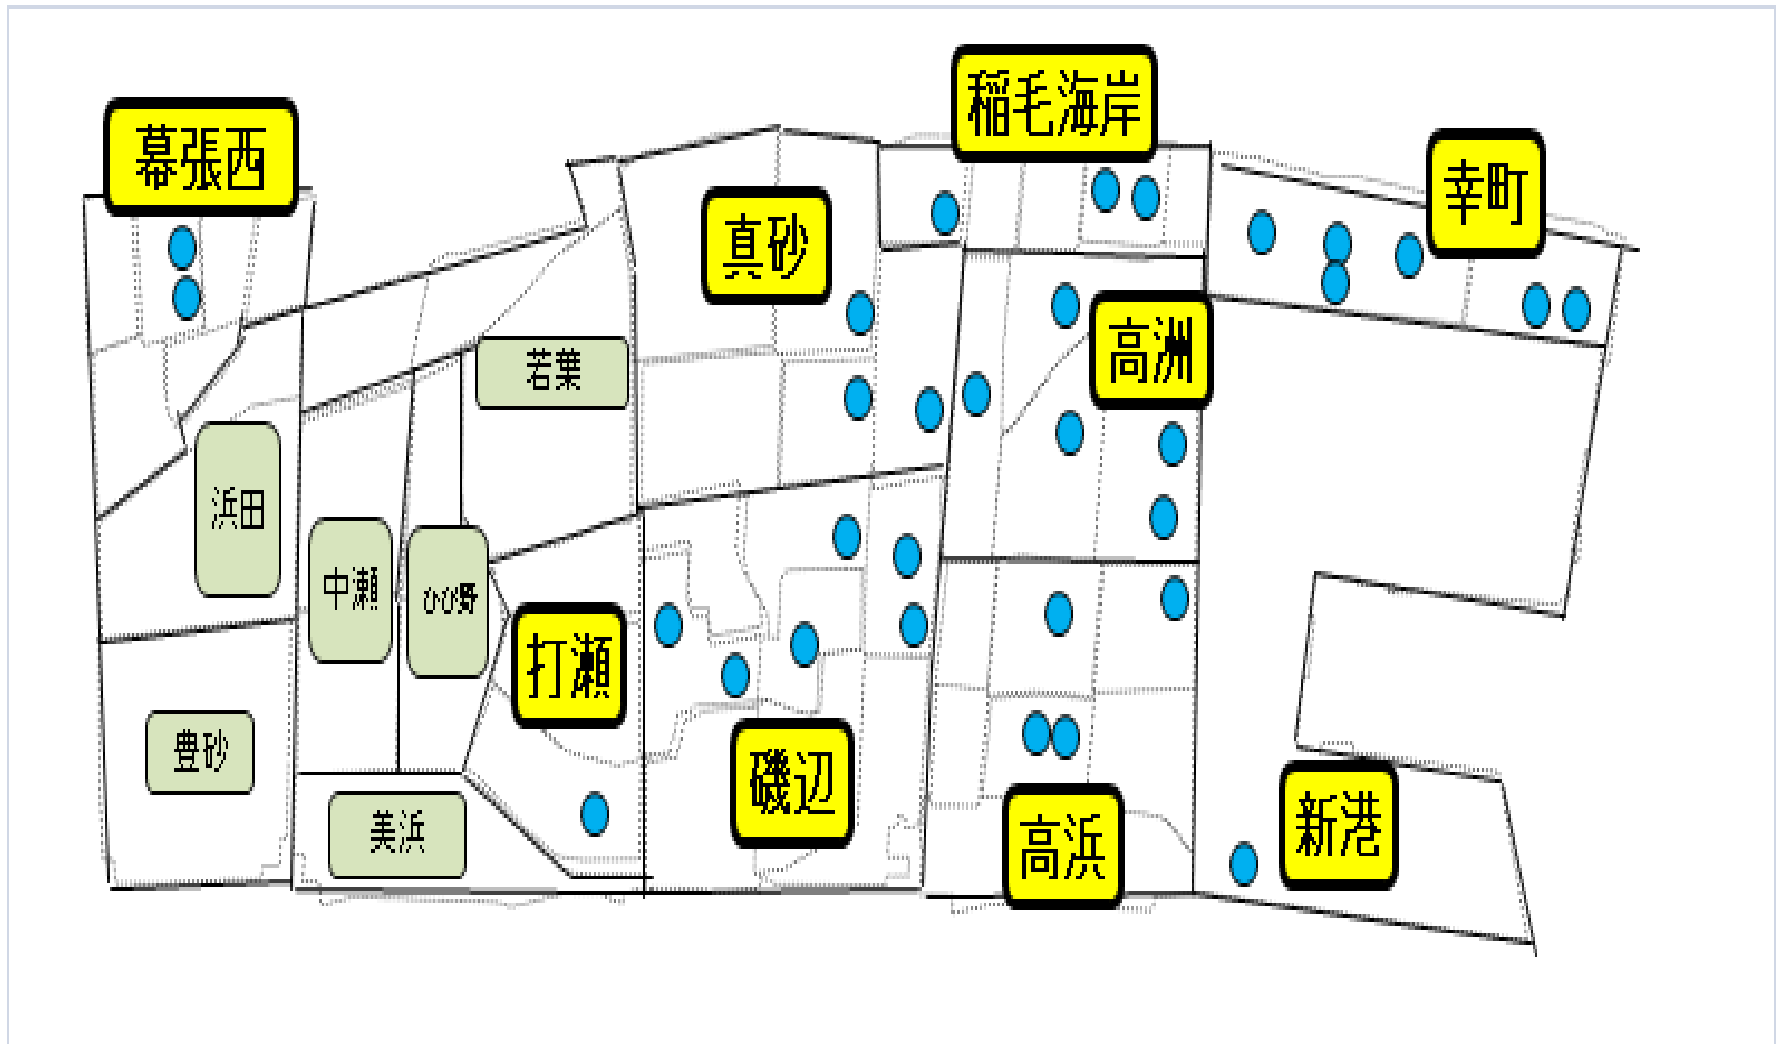 稲毛海岸
幕張西
幸町
真砂
高洲
若葉
浜田
中瀬
ひび野
打瀬
豊砂
磯辺
美浜
高浜
新港